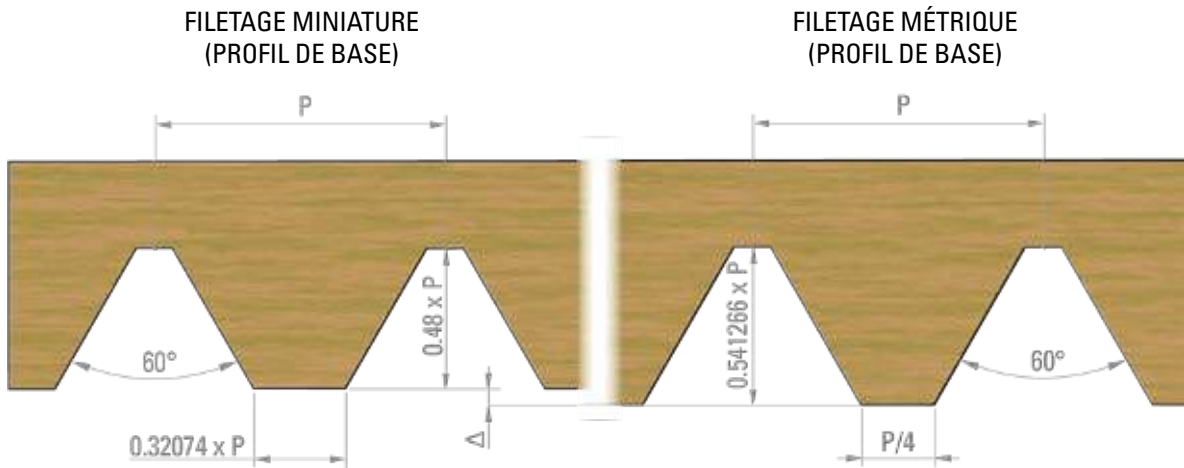 FILETAGE MINIATURE
(PROFIL DE BASE)
FILETAGE MÉTRIQUE
(PROFIL DE BASE)
P
P
0.48 x P
0.541266 x P
60°
60°
0.32074 x P
Δ
P/4